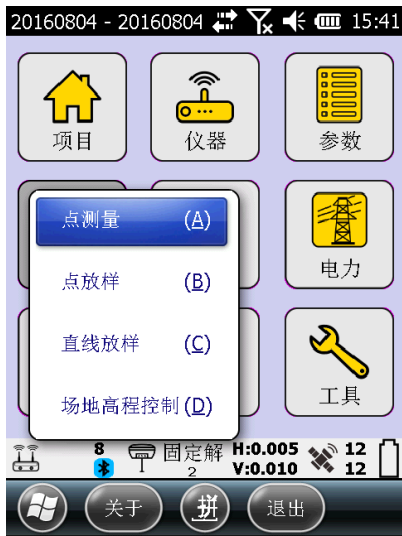 20160804 - 20160804 15:41
项目 仪器 参数
点测量 (A)
点放样 (B)
电力
直线放样 (C)
场地高程控制 (D)
工具
8 固定解 H:0.005 12
2 V:0.010 12
关于 拼 退出